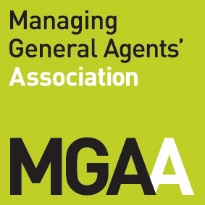 Managing
General Agents’
Association
MGAA